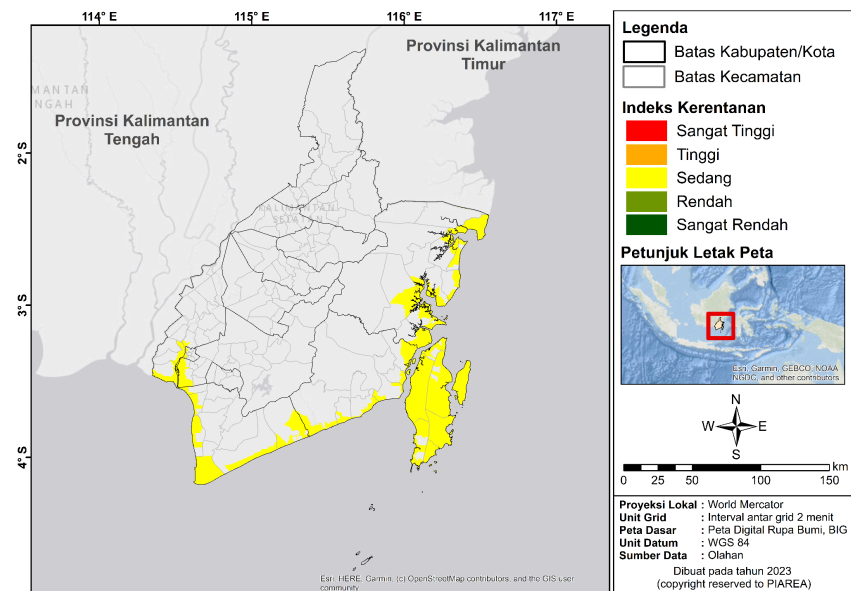 114° E
115° E
116° E
117° E
2° S
3° S
4° S
Provinsi Kalimantan
Timur
MANTAN
NGAH
Provinsi Kalimantan
Tengah
KALIMANTAN
SELATAN
Esri, HERE, Garmin, (c) OpenStreetMap contributors, and the GIS user
community
Legenda
Batas Kabupaten/Kota
Batas Kecamatan
Indeks Kerentanan
Sangat Tinggi
Tinggi
Sedang
Rendah
Sangat Rendah
Petunjuk Letak Peta
Esri, Garmin, GEBCO, NOAA
NGDC, and other contributors
N
W
E
S
km
0 25 50 100 150
Proyeksi Lokal : World Mercator
Unit Grid : Interval antar grid 2 menit
Peta Dasar : Peta Digital Rupa Bumi, BIG
Unit Datum : WGS 84
Sumber Data : Olahan
Dibuat pada tahun 2023
(copyright reserved to PIAREA)